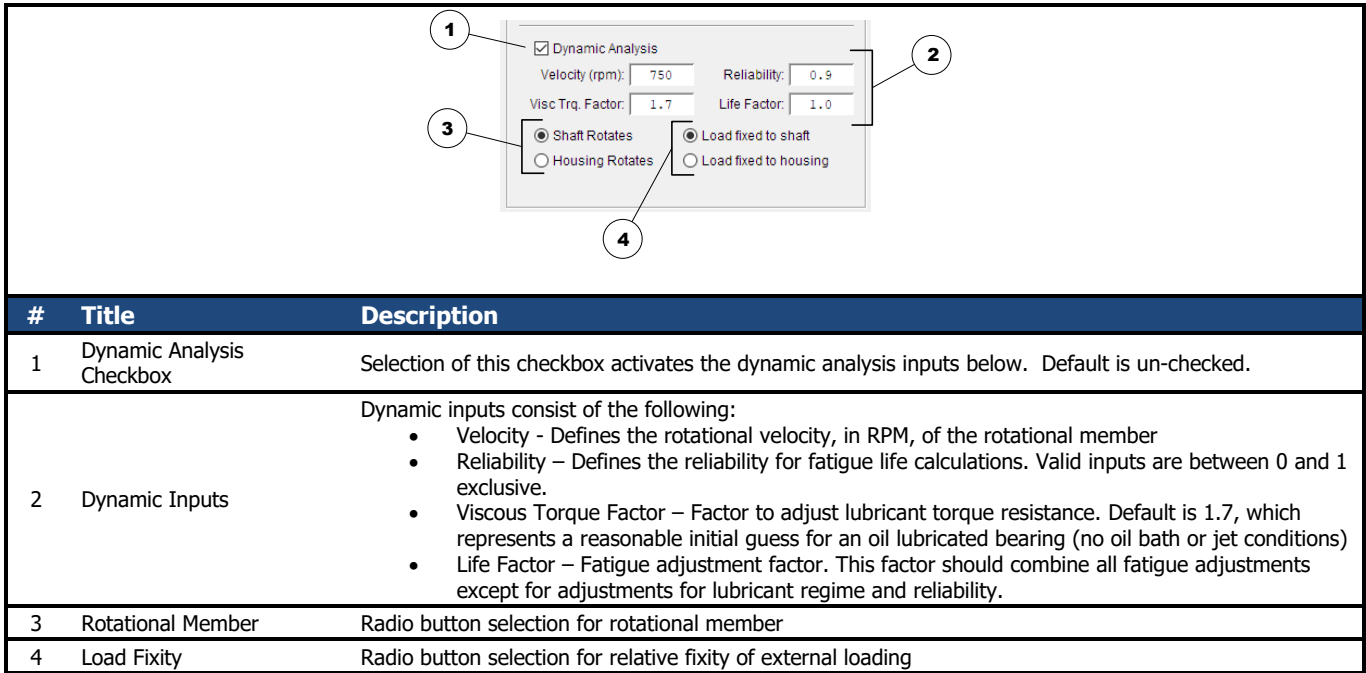 1
Dynamic Analysis
2
Velocity (rpm): 750 Reliability: 0.9
Visc Trq. Factor: 1.7 Life Factor: 1.0
3
Shaft Rotates Load fixed to shaft
Housing Rotates Load fixed to housing
4
# Title Description
1 Dynamic Analysis
Checkbox
Selection of this checkbox activates the dynamic analysis inputs below. Default is un-checked.
2 Dynamic Inputs
Dynamic inputs consist of the following:
• Velocity - Defines the rotational velocity, in RPM, of the rotational member
• Reliability – Defines the reliability for fatigue life calculations. Valid inputs are between 0 and 1
exclusive.
• Viscous Torque Factor – Factor to adjust lubricant torque resistance. Default is 1.7, which
represents a reasonable initial guess for an oil lubricated bearing (no oil bath or jet conditions)
• Life Factor – Fatigue adjustment factor. This factor should combine all fatigue adjustments
except for adjustments for lubricant regime and reliability.
3 Rotational Member Radio button selection for rotational member
4 Load Fixity Radio button selection for relative fixity of external loading